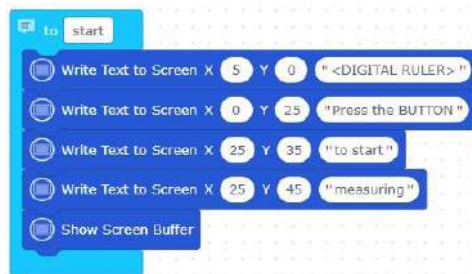 to start
Write Text to Screen X 5 Y 0 "<DIGITAL RULER>"
Write Text to Screen X 0 Y 25 "Press the BUTTON"
Write Text to Screen X 25 Y 35 "to start"
Write Text to Screen X 25 Y 45 "measuring"
Show Screen Buffer